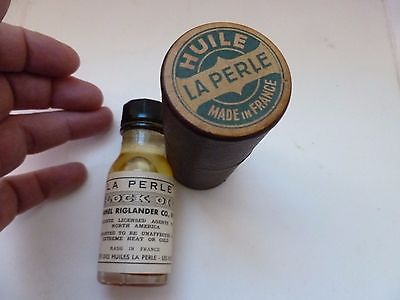 HUILE
LA PERLE
MADE IN FRANCE
LA PERLE
CLOCK OIL
RIGLANDER CO.
LICENSED AGENTS
NORTH AMERICA
TO BE UNAFFECTED
EXTREME HEAT OR COLD
MADE IN FRANCE
DES HUILES LA PERLE